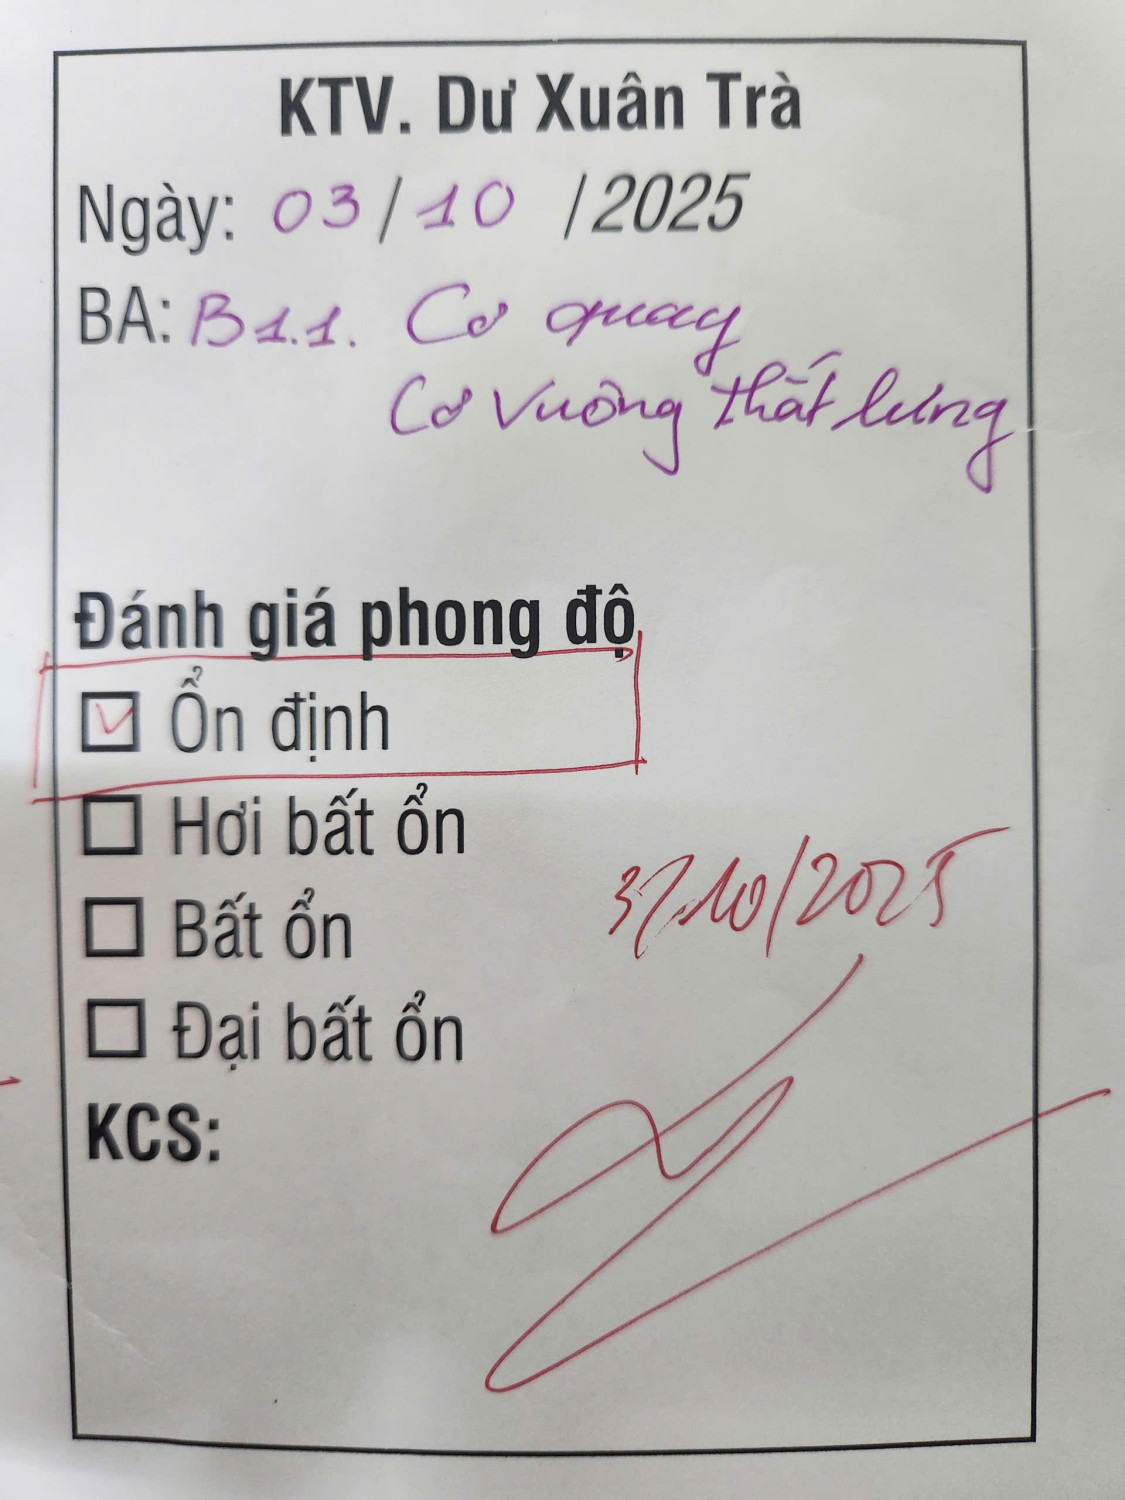 KTV. Dư Xuân Trà
Ngày: 03/10/2025
BA: B1.1. Cơ quay
Cơ vuông thắt lưng
Đánh giá phong độ
☑ Ổn định
☐ Hơi bất ổn
☐ Bất ổn
☐ Đại bất ổn
3/10/2025
KCS: